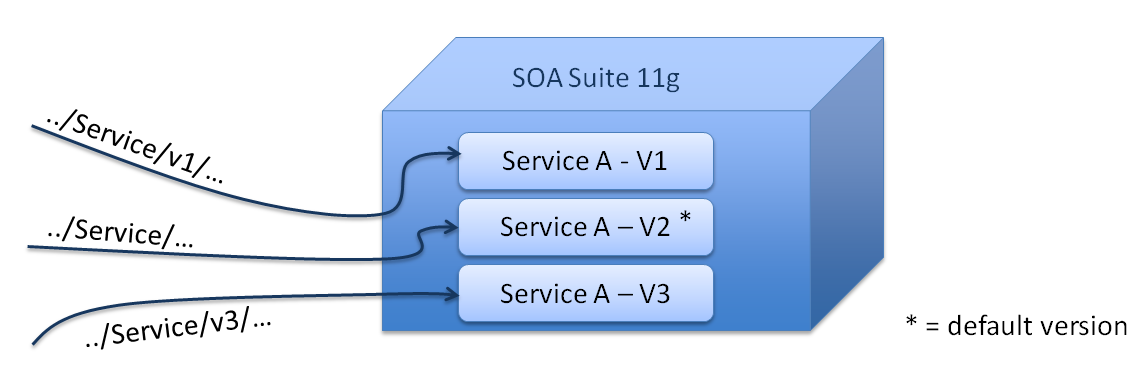 SOA Suite 11g
../Service/v1/...
Service A - V1
../Service/...
Service A – V2 *
Service A – V3
../Service/v3/...
* = default version